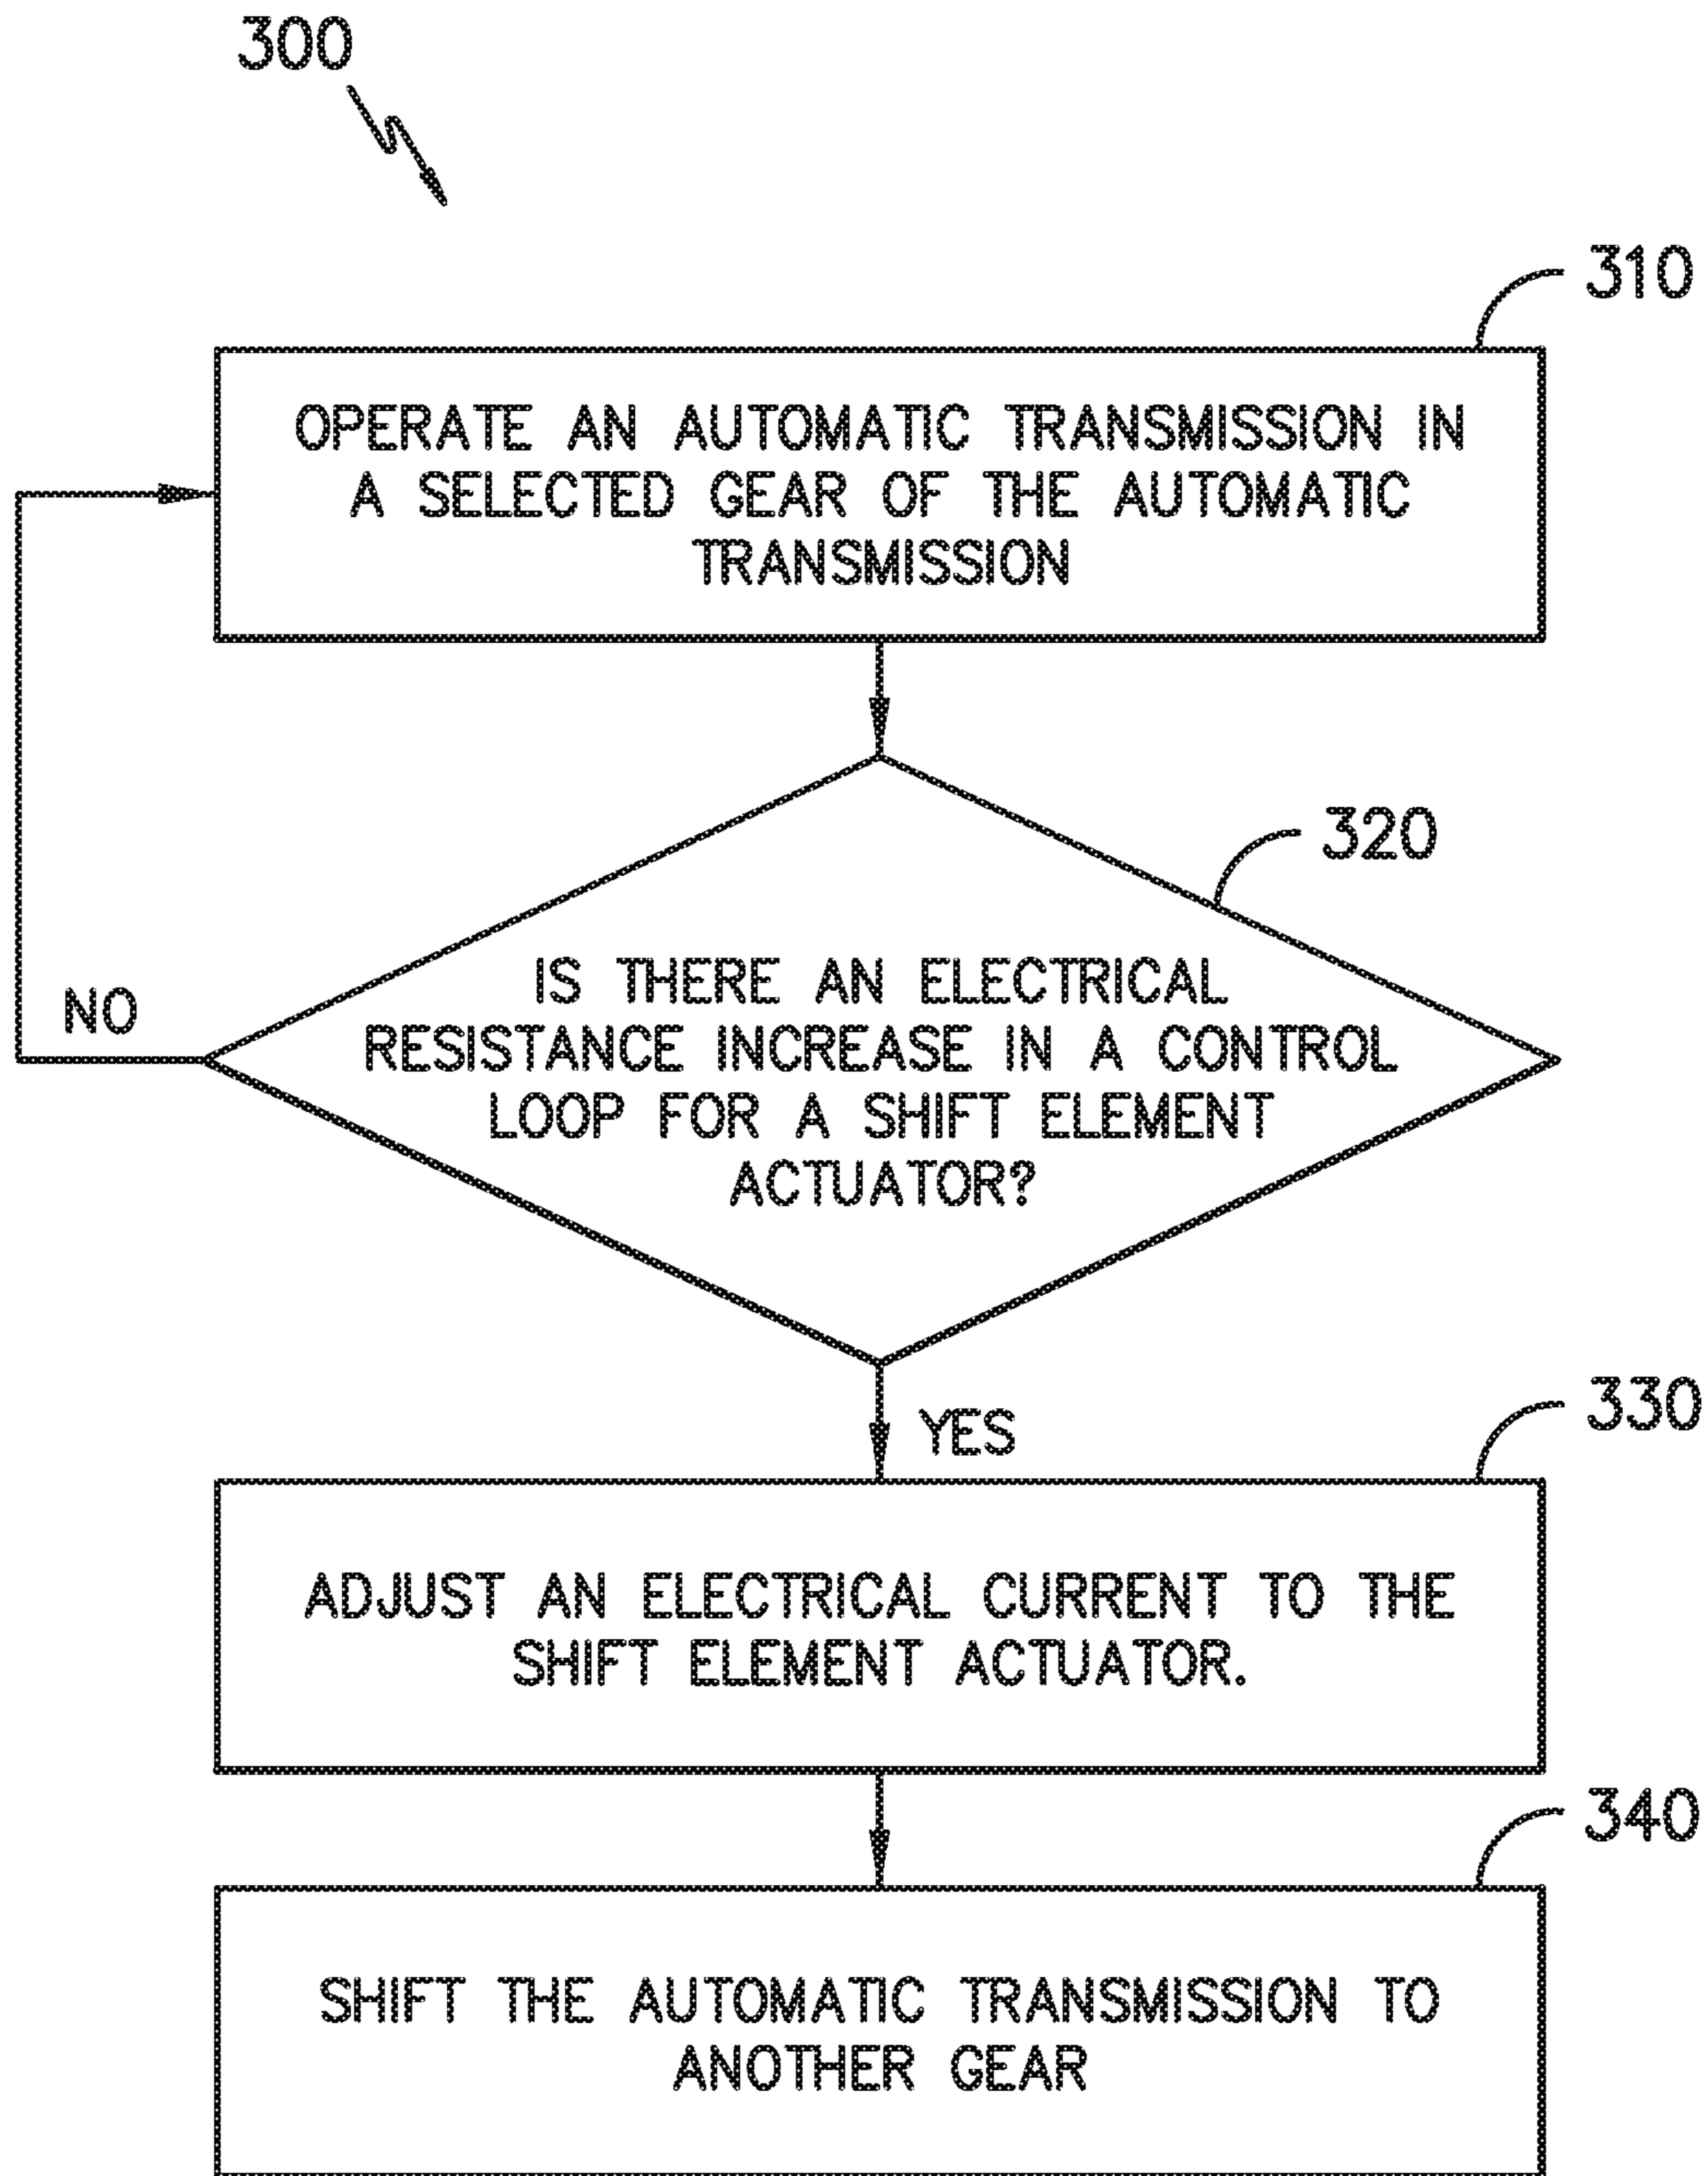 300
310
OPERATE AN AUTOMATIC TRANSMISSION IN
A SELECTED GEAR OF THE AUTOMATIC
TRANSMISSION
320
IS THERE AN ELECTRICAL
RESISTANCE INCREASE IN A CONTROL
LOOP FOR A SHIFT ELEMENT
ACTUATOR?
NO
YES
330
ADJUST AN ELECTRICAL CURRENT TO THE
SHIFT ELEMENT ACTUATOR.
340
SHIFT THE AUTOMATIC TRANSMISSION TO
ANOTHER GEAR